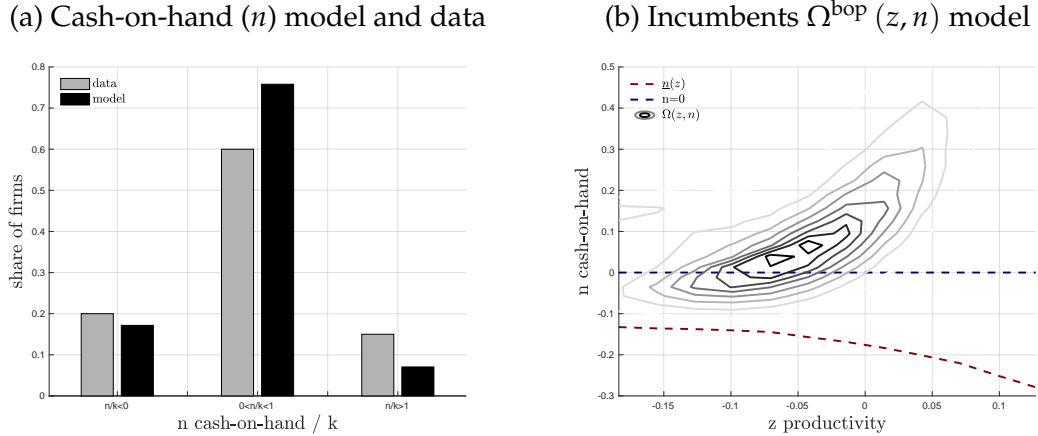 (a) Cash-on-hand (n) model and data
0.8
0.7
0.6
0.5
0.4
0.3
0.2
0.1
0
share of firms
data
model
n/k<0
0<n/k<1
n/k>1
n cash-on-hand / k
(b) Incumbents Ω^bop (z, n) model
0.5
0.4
0.3
0.2
0.1
0
-0.1
-0.2
-0.3
n cash-on-hand
n(z)
n=0
Ω(z, n)
-0.15
-0.1
-0.05
0
0.05
0.1
z productivity